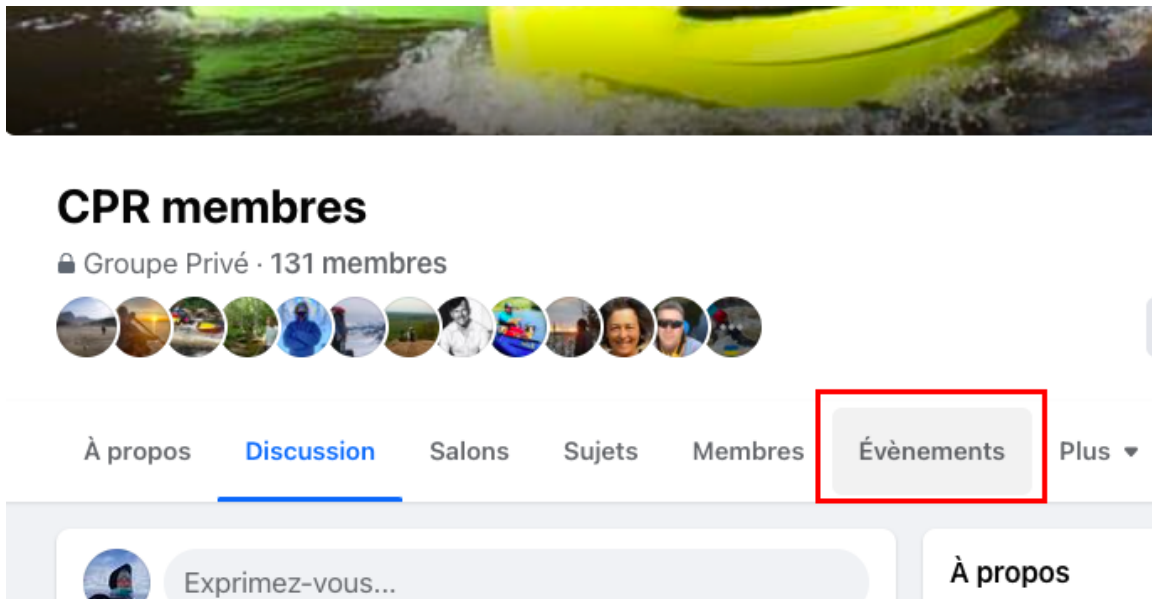 CPR membres
Groupe Privé · 131 membres
À propos Discussion Salons Sujets Membres Évènements Plus
Exprimez-vous...
À propos